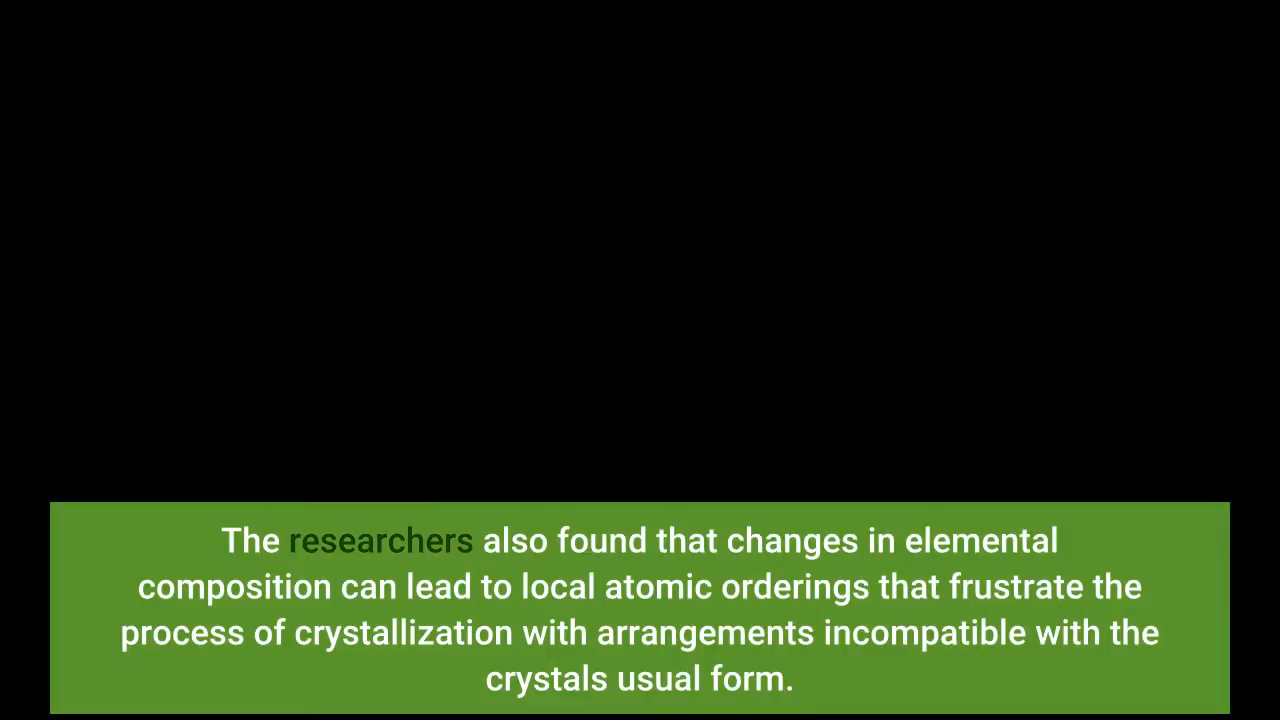 The researchers also found that changes in elemental
composition can lead to local atomic orderings that frustrate the
process of crystallization with arrangements incompatible with the
crystals usual form.